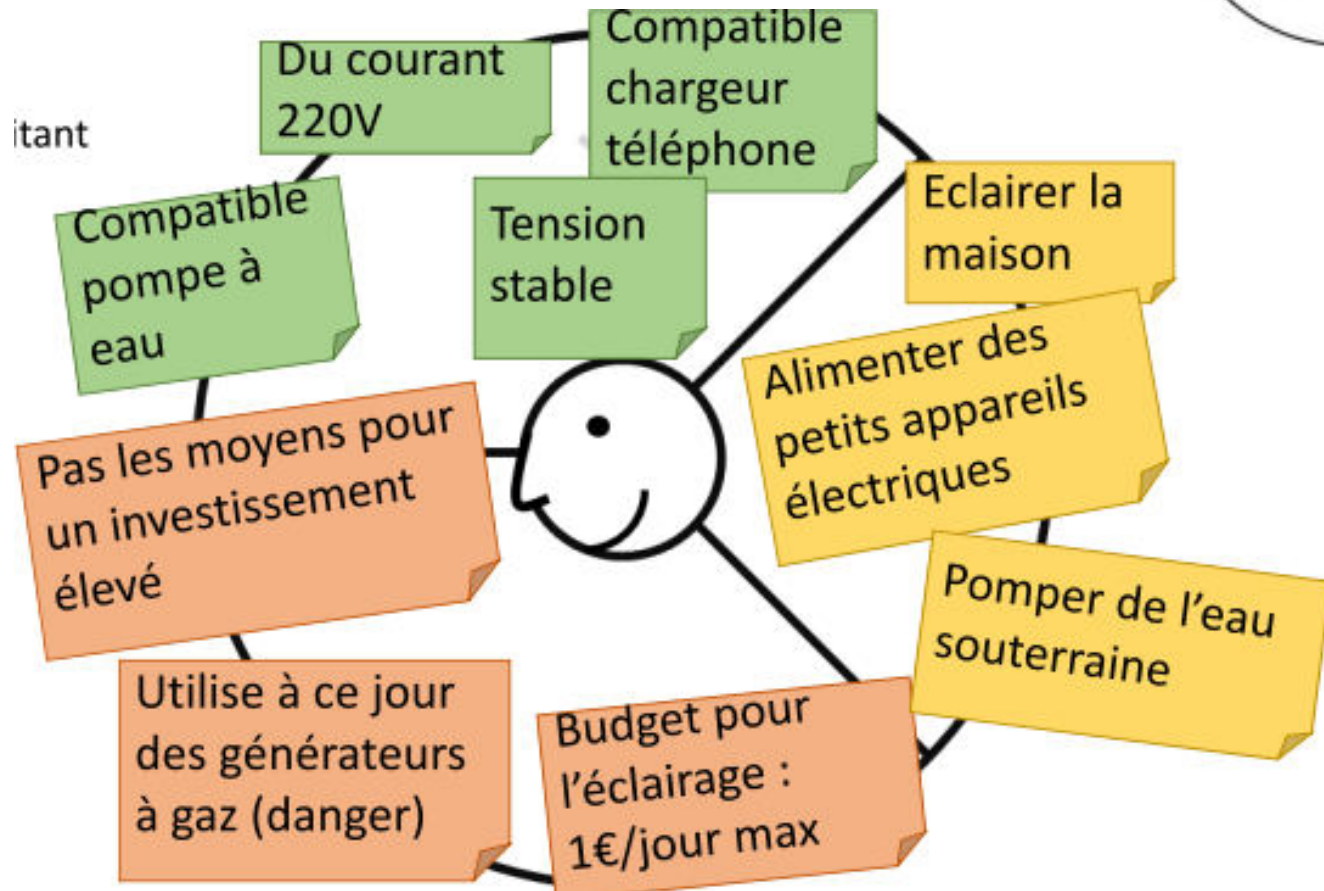 itant
Du courant
220V
Compatible
chargeur
téléphone
Compatible
pompe à
eau
Tension
stable
Eclairer la
maison
Alimenter des
petits appareils
électriques
Pomper de l'eau
souterraine
Pas les moyens pour
un investissement
élevé
Utilise à ce jour
des générateurs
à gaz (danger)
Budget pour
l'éclairage :
1€/jour max